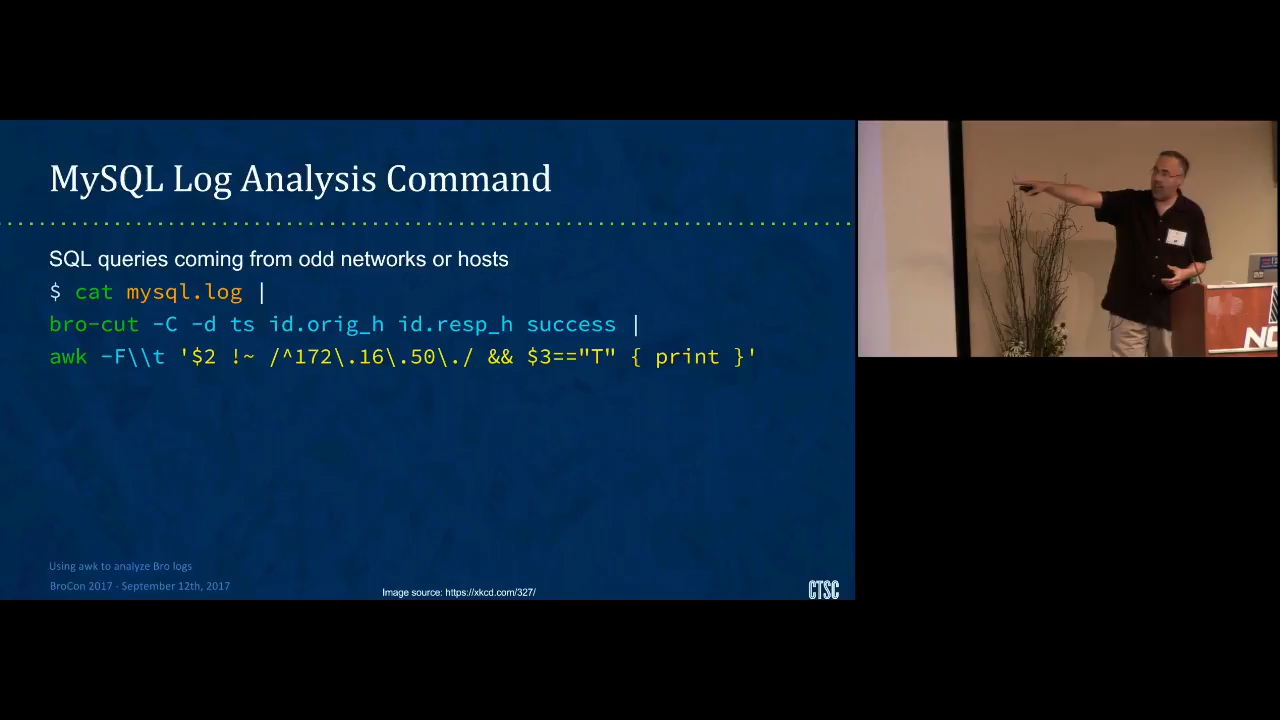 MySQL Log Analysis Command
SQL queries coming from odd networks or hosts
$ cat mysql.log |
bro-cut -C -d ts id.orig_h id.resp_h success |
awk -F\\t '$2 !~ /^172\.16\.50\./ && $3=="T" { print }'
Using awk to analyze Bro logs
BroCon 2017 - September 12th, 2017
Image source: https://xkcd.com/327/
CTSC